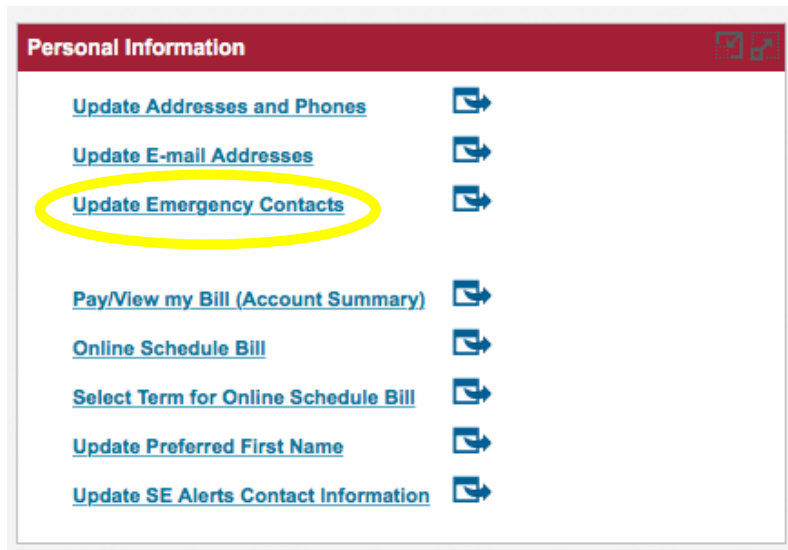 Personal Information
Update Addresses and Phones
Update E-mail Addresses
Update Emergency Contacts
Pay/View my Bill (Account Summary)
Online Schedule Bill
Select Term for Online Schedule Bill
Update Preferred First Name
Update SE Alerts Contact Information